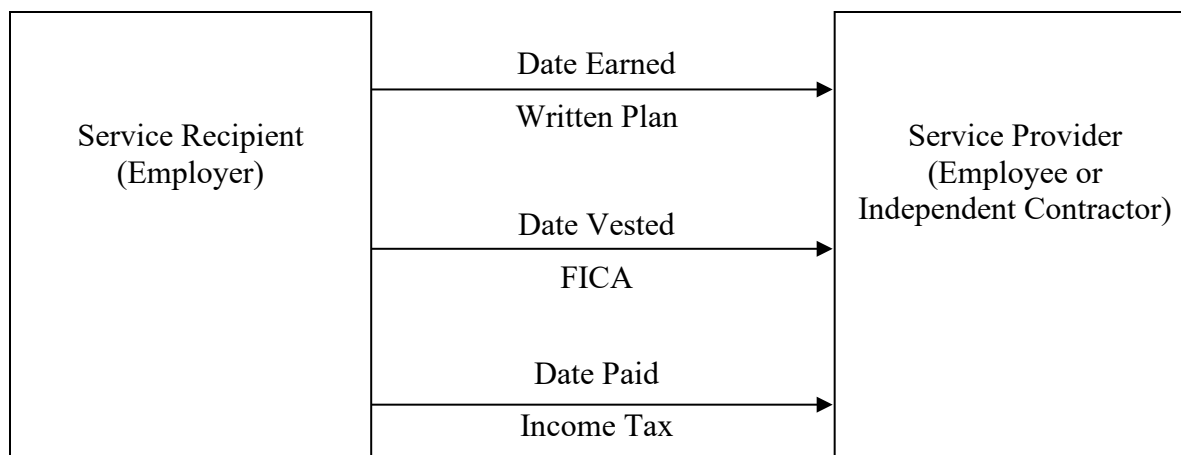 Service Recipient
(Employer)
Date Earned
Written Plan
Date Vested
FICA
Date Paid
Income Tax
Service Provider
(Employee or
Independent Contractor)